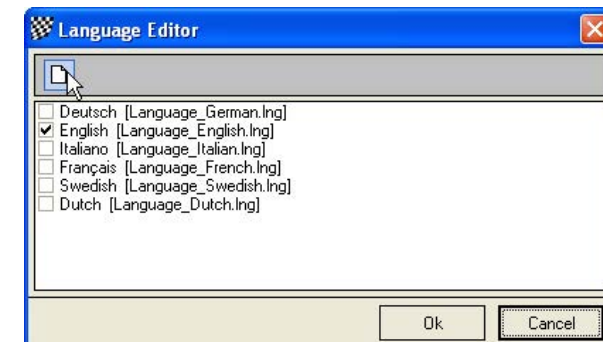 Language Editor
Deutsch [Language_German.lng]
English [Language_English.lng]
Italiano [Language_Italian.lng]
Français [Language_French.lng]
Swedish [Language_Swedish.lng]
Dutch [Language_Dutch.lng]
Ok Cancel